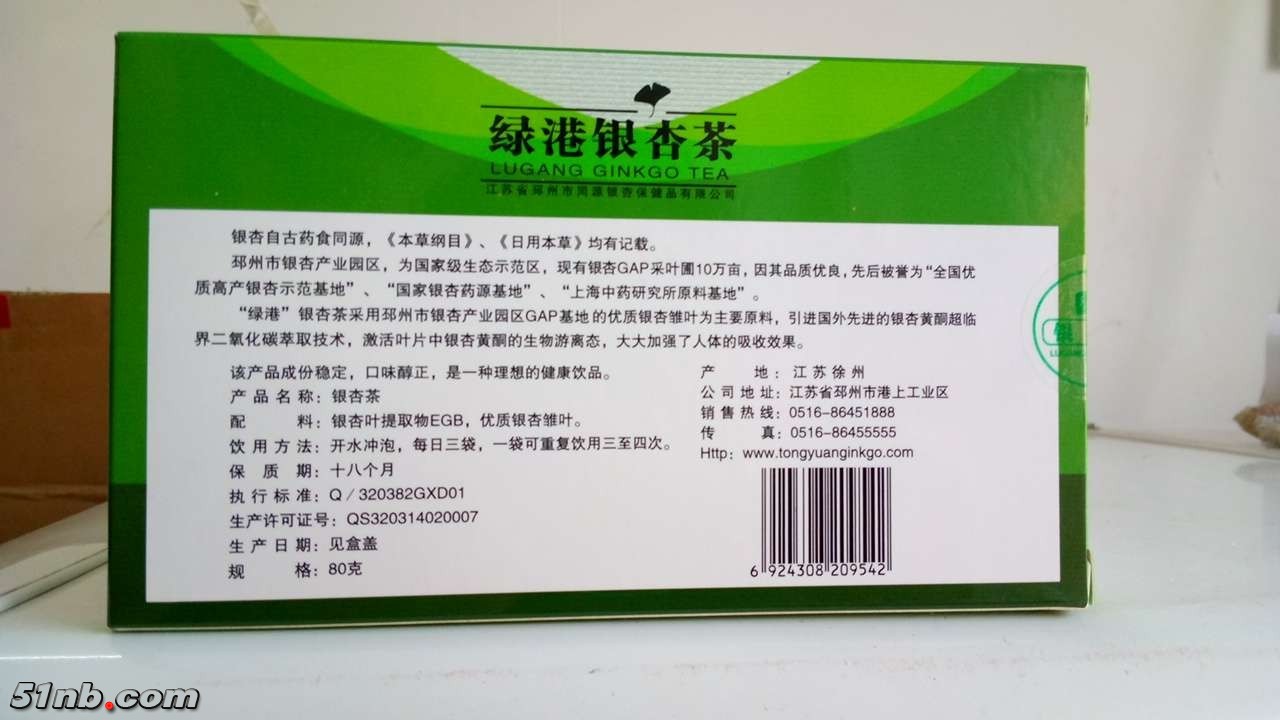 绿港银杏茶
LUGANG GINKGO TEA
江苏省邳州市同源银杏保健品有限公司
银杏自古药食同源，《本草纲目》、《日用本草》均有记载。
邳州市银杏产业园区，为国家级生态示范区，现有银杏GAP采叶圃10万亩，因其品质优良，先后被誉为“全国优
质高产银杏示范基地”、“国家银杏药源基地”、“上海中药研究所原料基地”。
“绿港”银杏茶采用邳州市银杏产业园区GAP基地的优质银杏雏叶为主要原料，引进国外先进的银杏黄酮超临
界二氧化碳萃取技术，激活叶片中银杏黄酮的生物游离态，大大加强了人体的吸收效果。
该产品成份稳定，口味醇正，是一种理想的健康饮品。
产品名称：银杏茶
配 料：银杏叶提取物EGB，优质银杏雏叶。
饮用方法：开水冲泡，每日三袋，一袋可重复饮用三至四次。
保 质 期：十八个月
执行标准：Q/320382GXD01
生产许可证号：QS320314020007
生产日期：见盒盖
规 格：80克
产 地：江苏徐州
公司地址：江苏省邳州市港上工业区
销售热线：0516-86451888
传 真：0516-86455555
Http：www.tongyuanginkgo.com
6 924308 209542
银
LUGANG
51nb.com